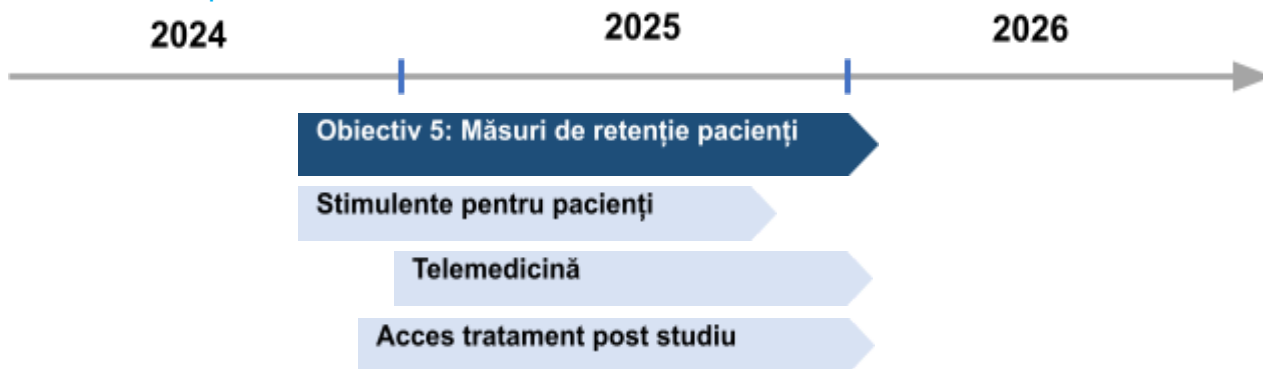 2024 2025 2026
Obiectiv 5: Măsuri de retenție pacienți
Stimulente pentru pacienți
Telemedicină
Acces tratament post studiu